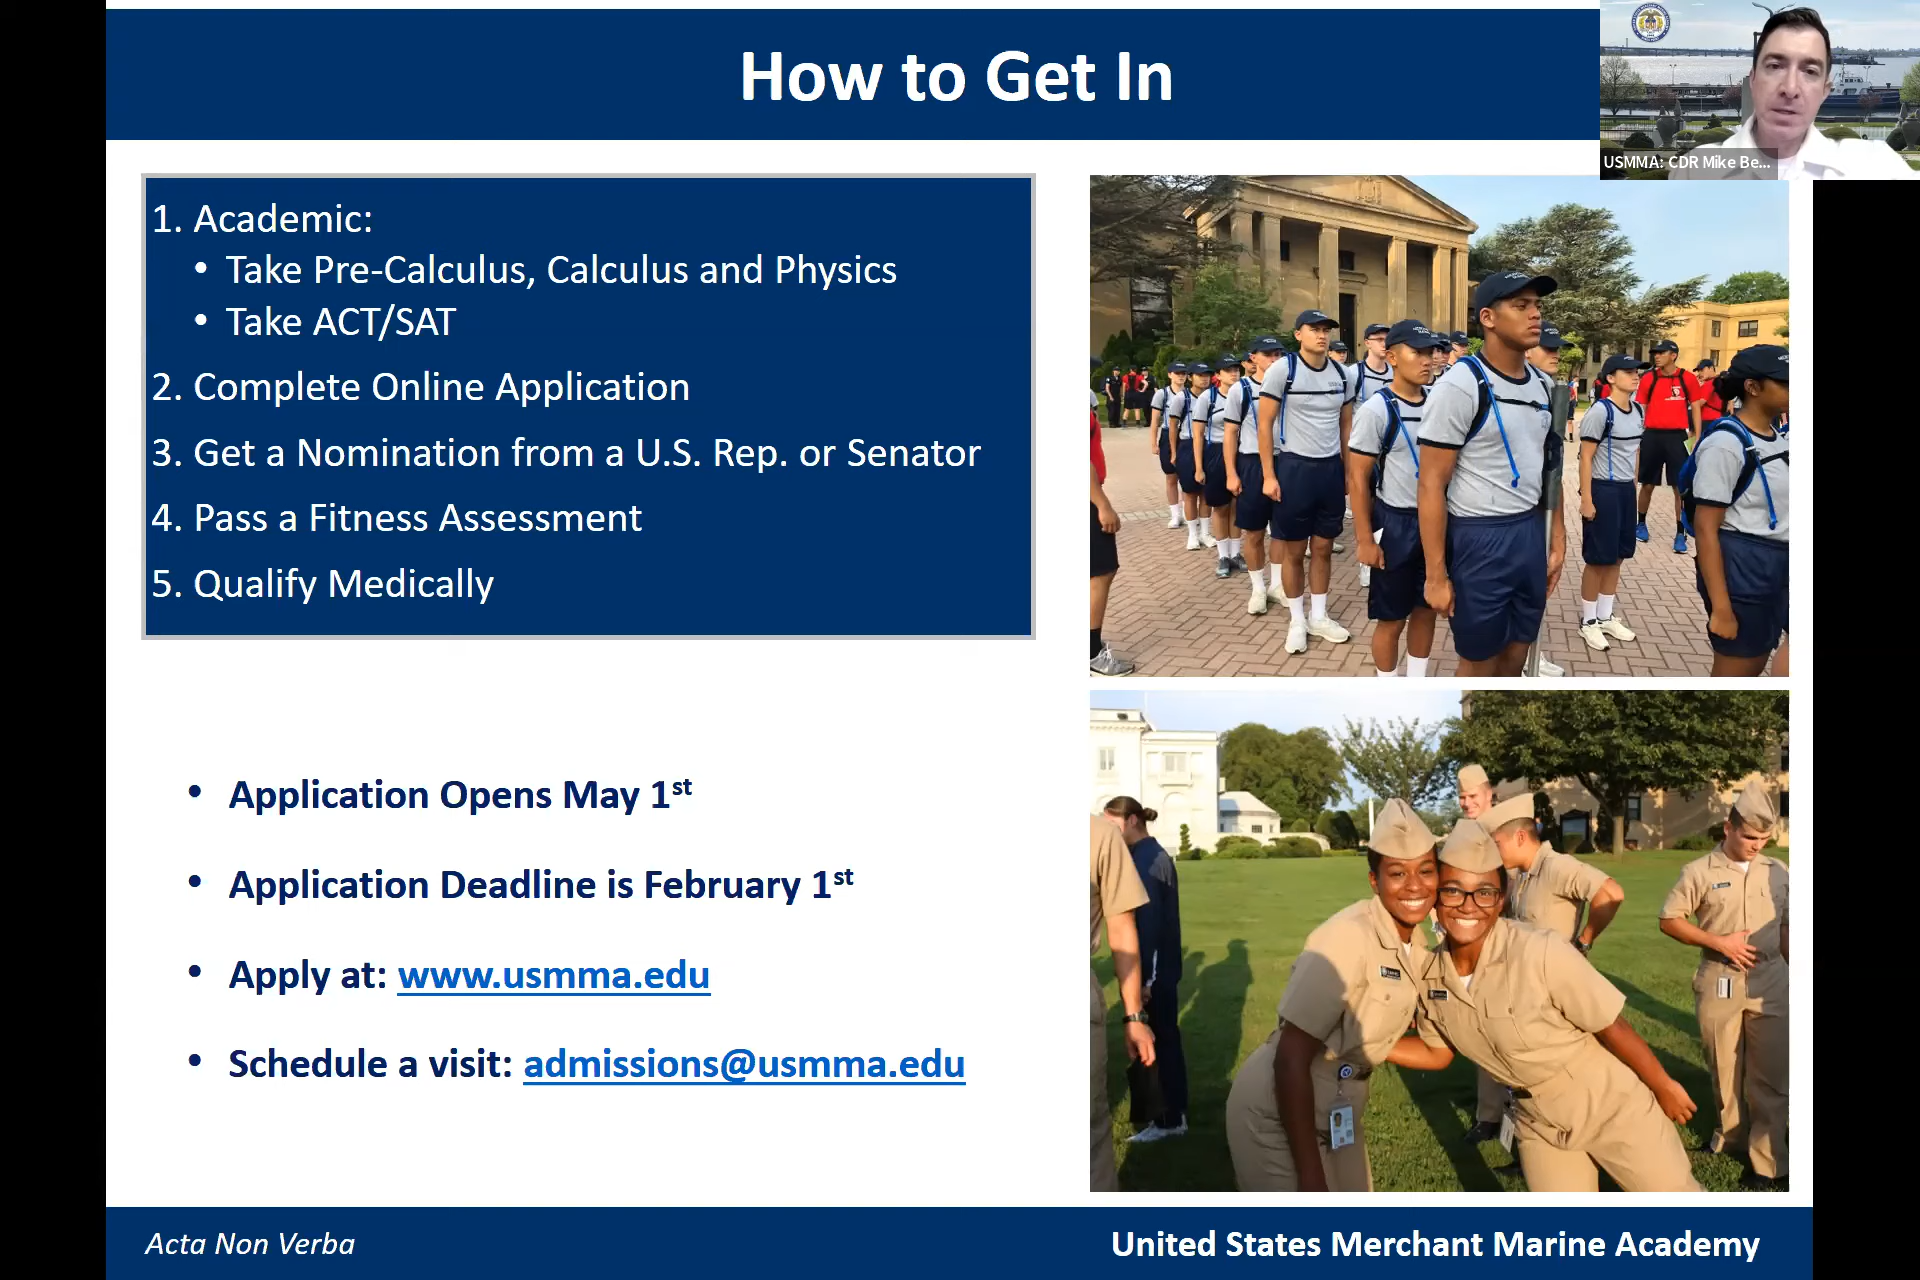 How to Get In
USMMA: CDR Mike Be...
1. Academic:
• Take Pre-Calculus, Calculus and Physics
• Take ACT/SAT
2. Complete Online Application
3. Get a Nomination from a U.S. Rep. or Senator
4. Pass a Fitness Assessment
5. Qualify Medically
• Application Opens May 1st
• Application Deadline is February 1st
• Apply at: www.usmma.edu
• Schedule a visit: admissions@usmma.edu
Acta Non Verba
United States Merchant Marine Academy